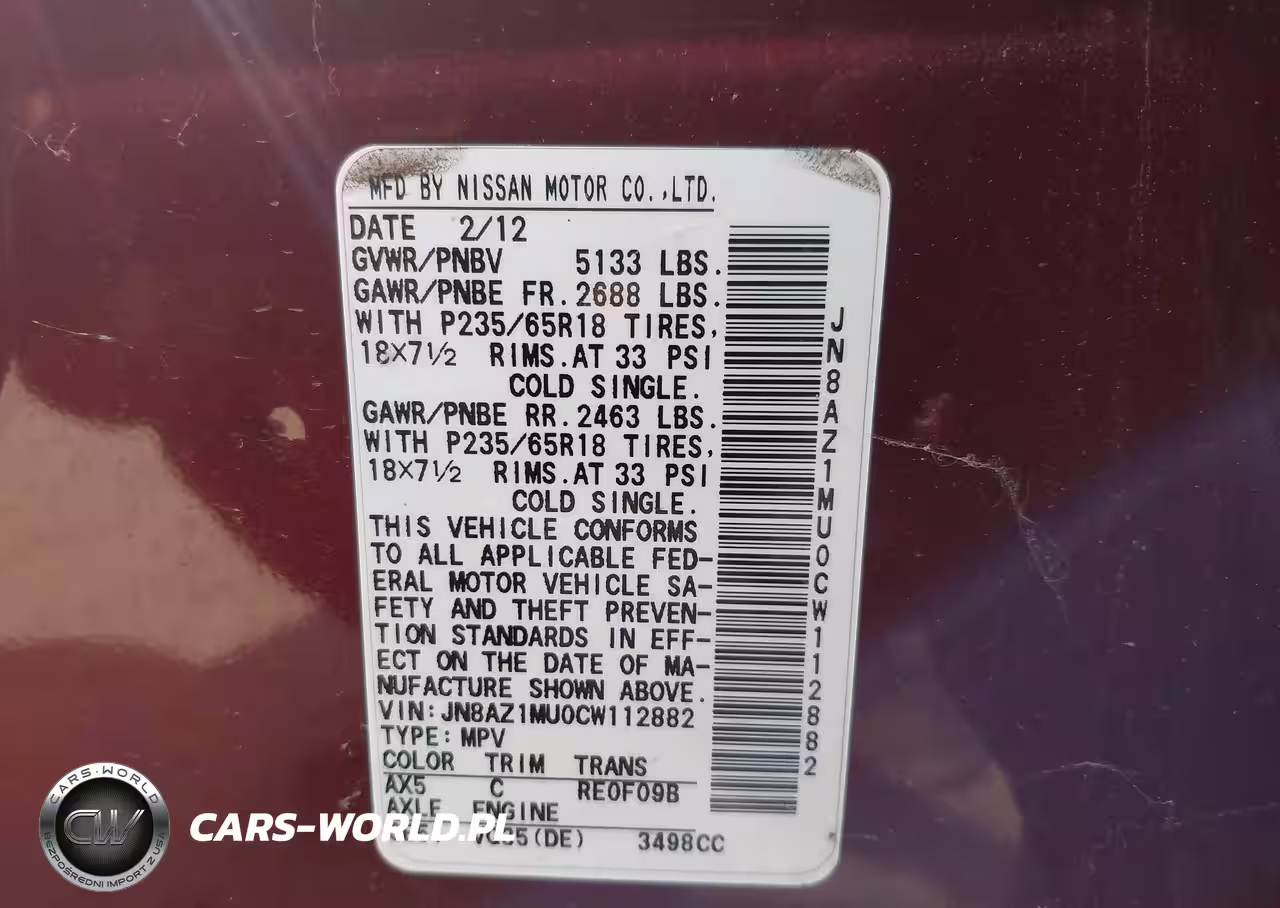 MFD BY NISSAN MOTOR CO.,LTD.
DATE 2/12
GVWR/PNBV 5133 LBS.
GAWR/PNBE FR. 2688 LBS.
WITH P235/65R18 TIRES,
18×7½ RIMS.AT 33 PSI
COLD SINGLE.
GAWR/PNBE RR. 2463 LBS.
WITH P235/65R18 TIRES,
18×7½ RIMS.AT 33 PSI
COLD SINGLE.
THIS VEHICLE CONFORMS
TO ALL APPLICABLE FED-
ERAL MOTOR VEHICLE SA-
FETY AND THEFT PREVEN-
TION STANDARDS IN EFF-
ECT ON THE DATE OF MA-
NUFACTURE SHOWN ABOVE.
VIN:JN8AZ1MU0CW112882
TYPE:MPV
COLOR TRIM TRANS
AX5 C RE0F09B
AXLE ENGINE
(DE) 3498CC
JN8AZ1MU0CW112882
CARS-WORLD
CW
BEZPOŚREDNI IMPORT Z USA
CARS-WORLD.PL